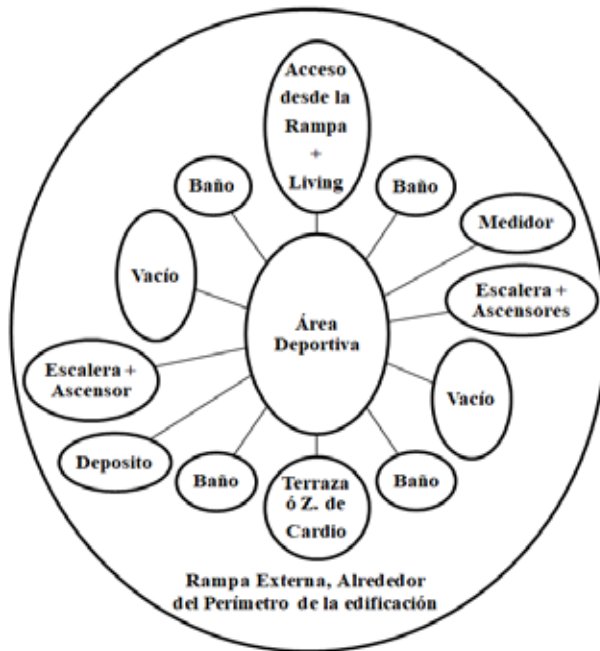 Acceso
desde la
Rampa
+
Living
Baño
Baño
Medidor
Vacío
Escalera +
Ascensores
Área
Deportiva
Escalera +
Ascensor
Vacío
Deposito
Baño
Terraza
ó Z. de
Cardio
Baño
Rampa Externa, Alrededor
del Perímetro de la edificación